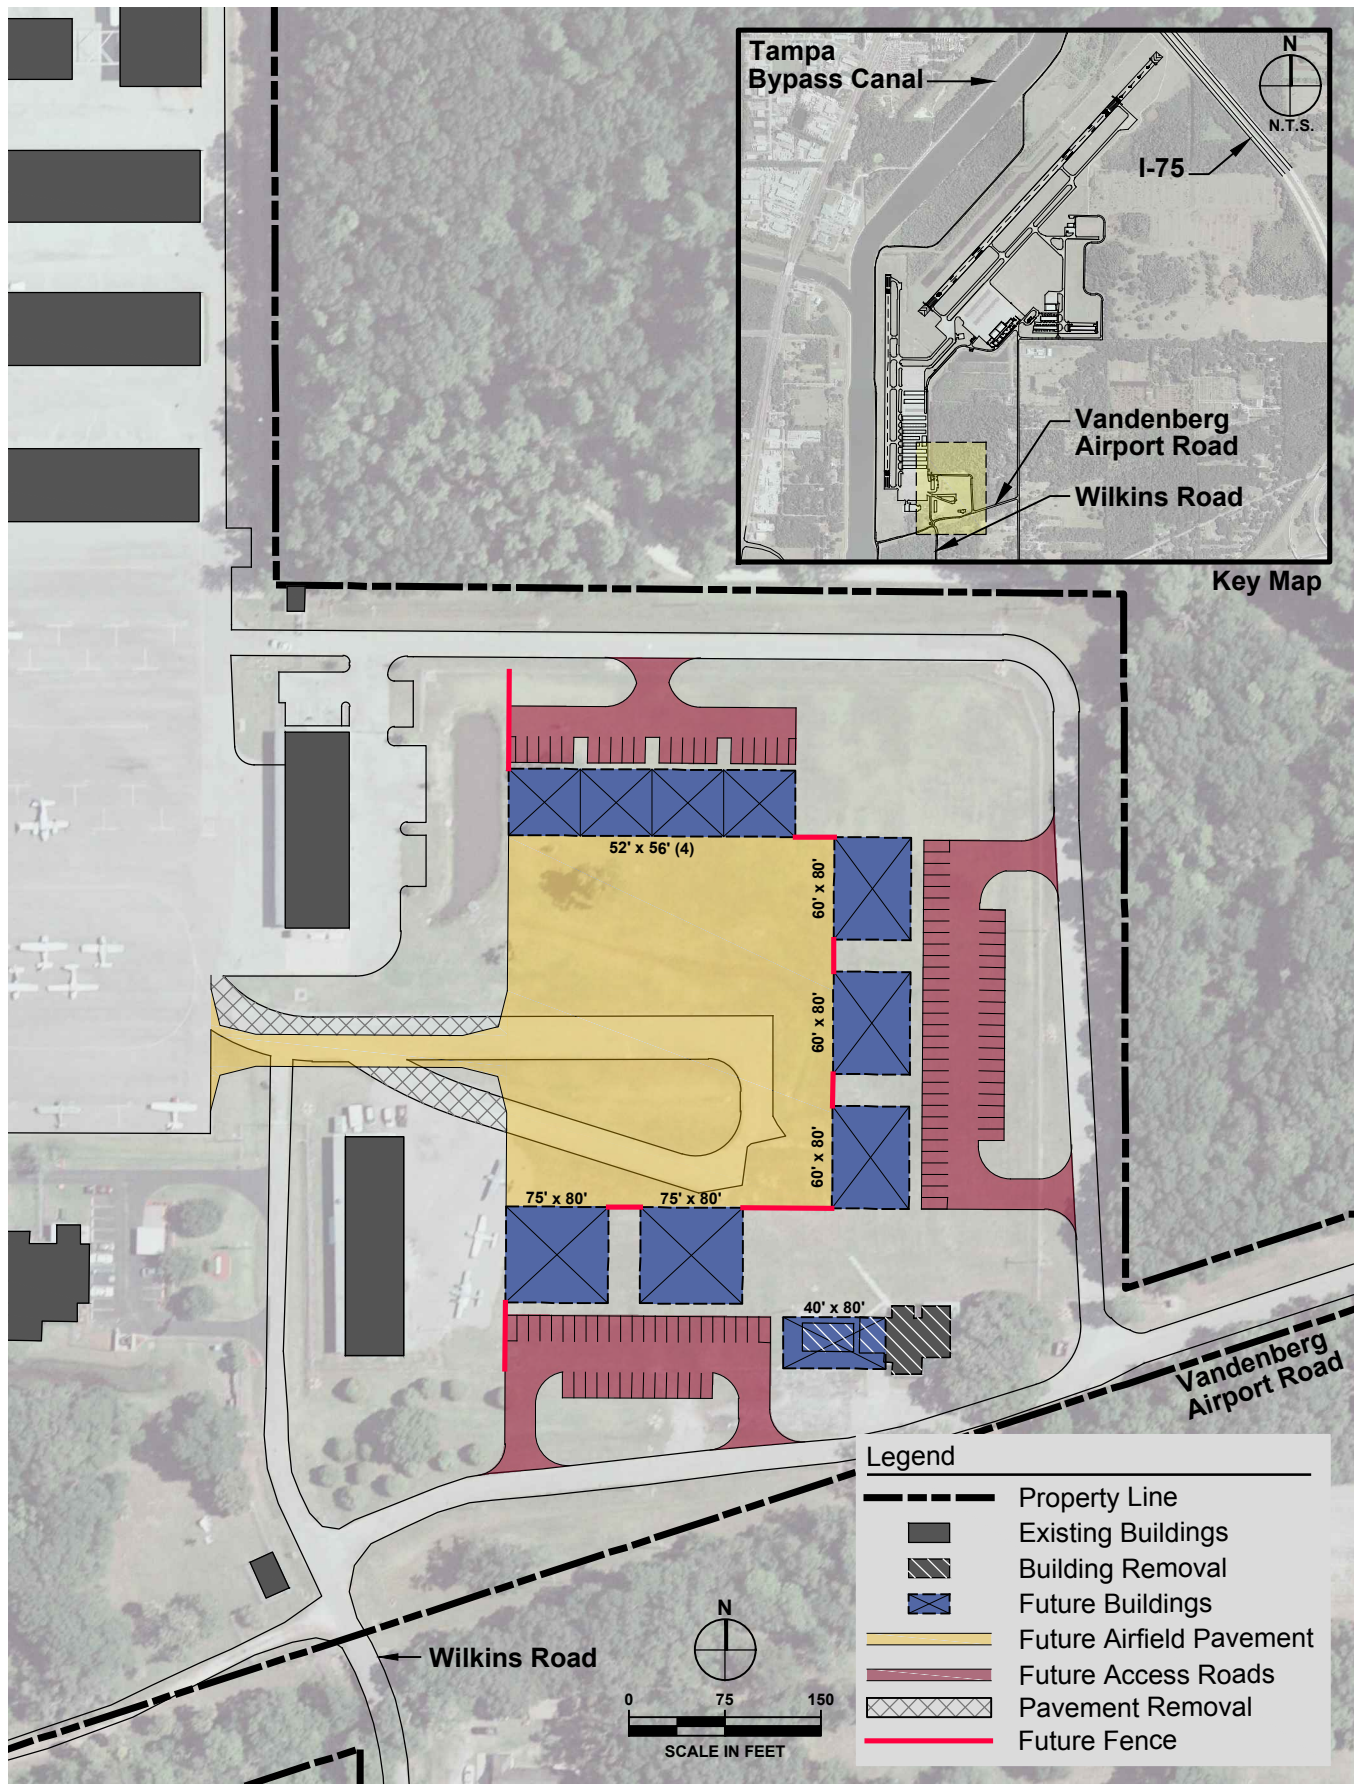 Tampa
Bypass Canal
N
N.T.S.
I-75
Vandenberg
Airport Road
Wilkins Road
Key Map
52' x 56' (4)
60' x 80'
60' x 80'
60' x 80'
75' x 80'
75' x 80'
40' x 80'
Vandenberg
Airport Road
Wilkins Road
N
0 75 150
SCALE IN FEET
Legend
Property Line
Existing Buildings
Building Removal
Future Buildings
Future Airfield Pavement
Future Access Roads
Pavement Removal
Future Fence